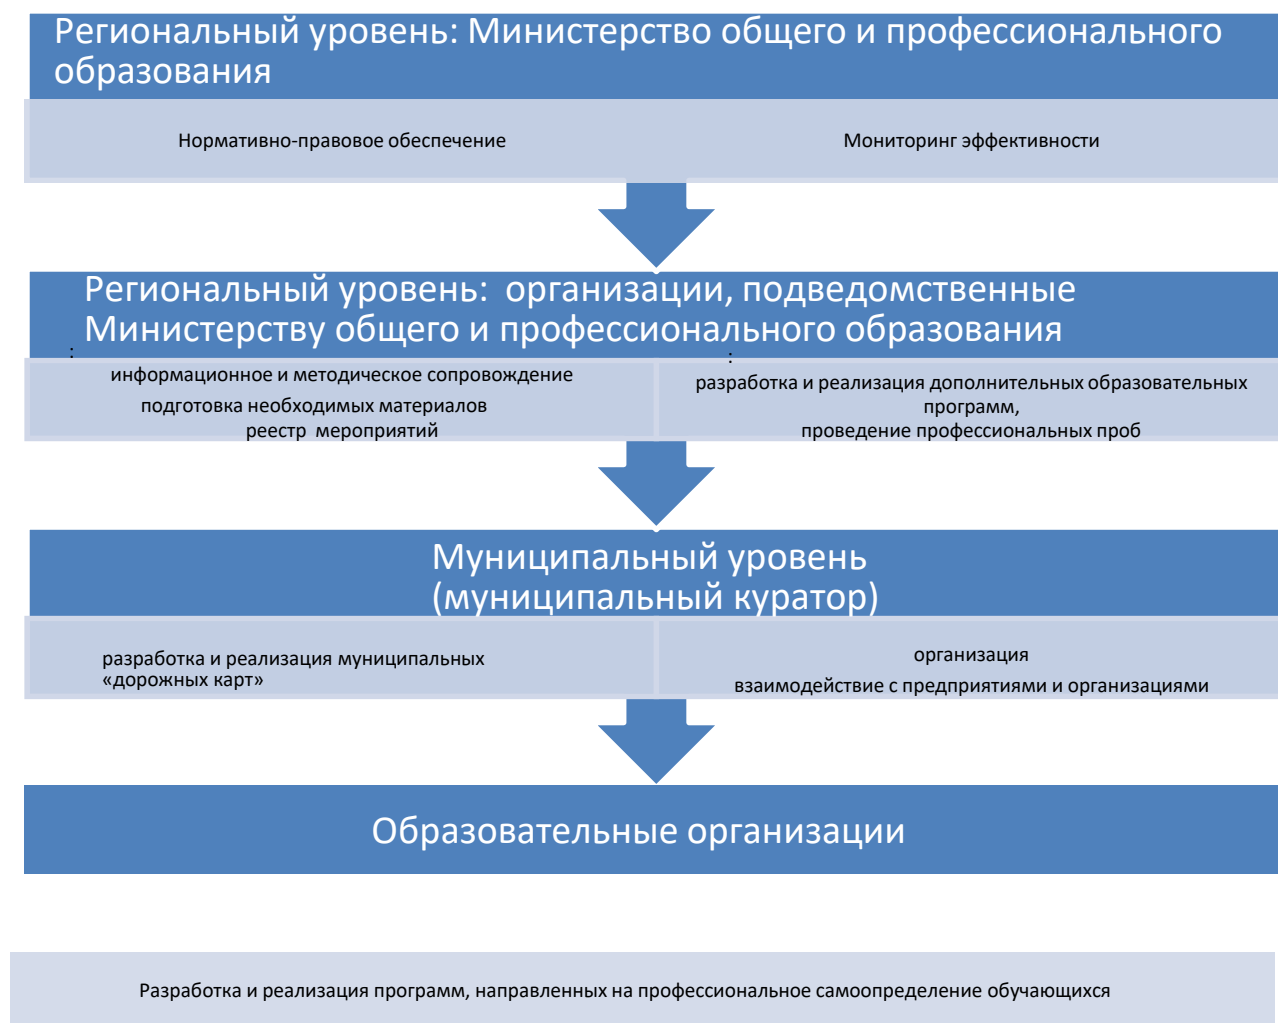 Региональный уровень: Министерство общего и профессионального
образования
Нормативно-правовое обеспечение
Мониторинг эффективности
Региональный уровень:  организации, подведомственные
Министерству общего и профессионального образования
:
информационное и методическое сопровождение
подготовка необходимых материалов
реестр  мероприятий
:
разработка и реализация дополнительных образовательных
программ,
проведение профессиональных проб
Муниципальный уровень
(муниципальный куратор)
разработка и реализация муниципальных
«дорожных карт»
организация
взаимодействие с предприятиями и организациями
Образовательные организации
Разработка и реализация программ, направленных на профессиональное самоопределение обучающихся